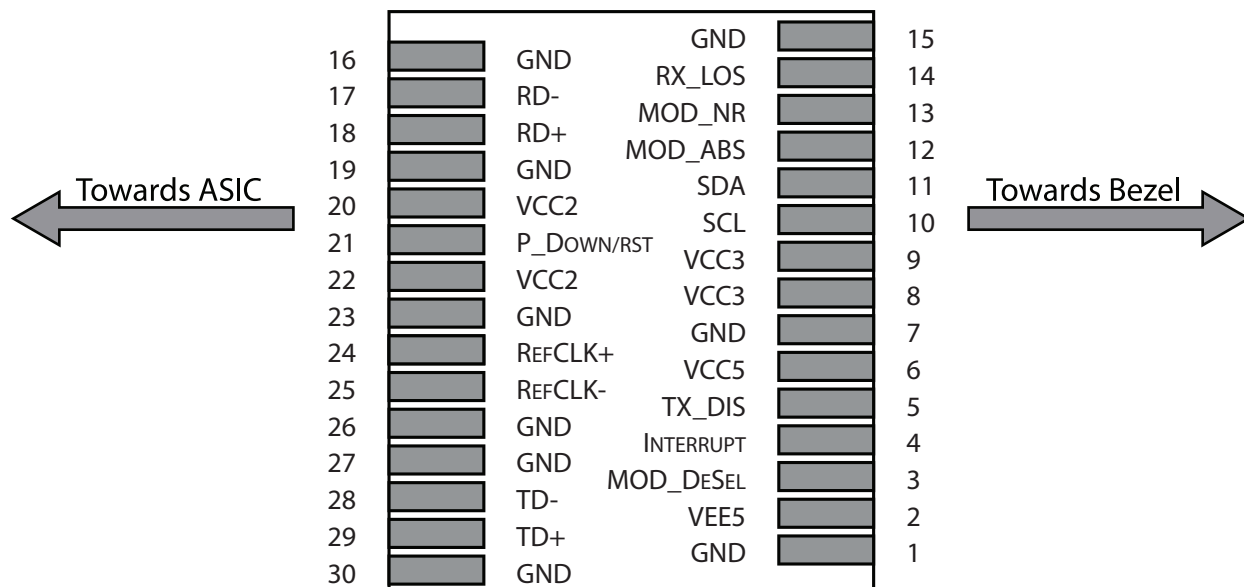 GND 15
16 GND
RX_LOS 14
17 RD-
MOD_NR 13
18 RD+
MOD_ABS 12
19 GND
SDA 11
Towards ASIC
Towards Bezel
20 VCC2
SCL 10
21 P_DOWN/RST
VCC3 9
22 VCC2
VCC3 8
23 GND
GND 7
24 REFCLK+
VCC5 6
25 REFCLK-
TX_DIS 5
26 GND
INTERRUPT 4
27 GND
MOD_DESEL 3
28 TD-
VEE5 2
29 TD+
GND 1
30 GND